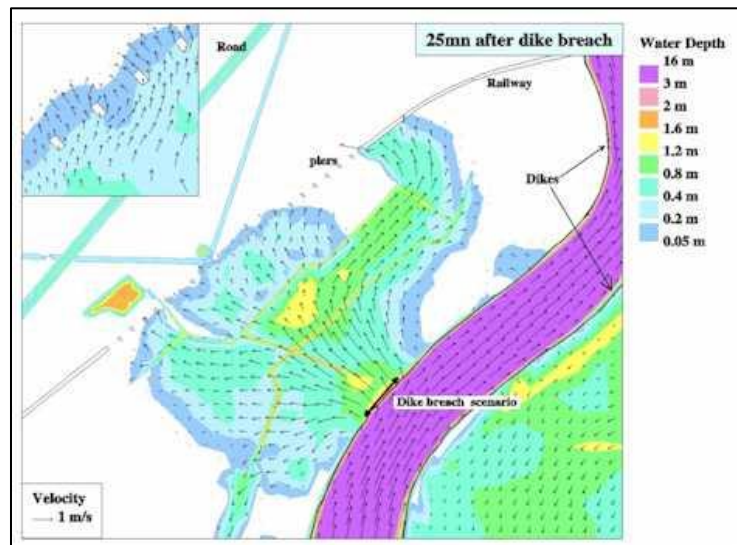 25mn after dike breach
Road
Railway
piers
Dikes
Dike breach scenario
Velocity
1 m/s
Water Depth
16 m
3 m
2 m
1.6 m
1.2 m
0.8 m
0.4 m
0.2 m
0.05 m